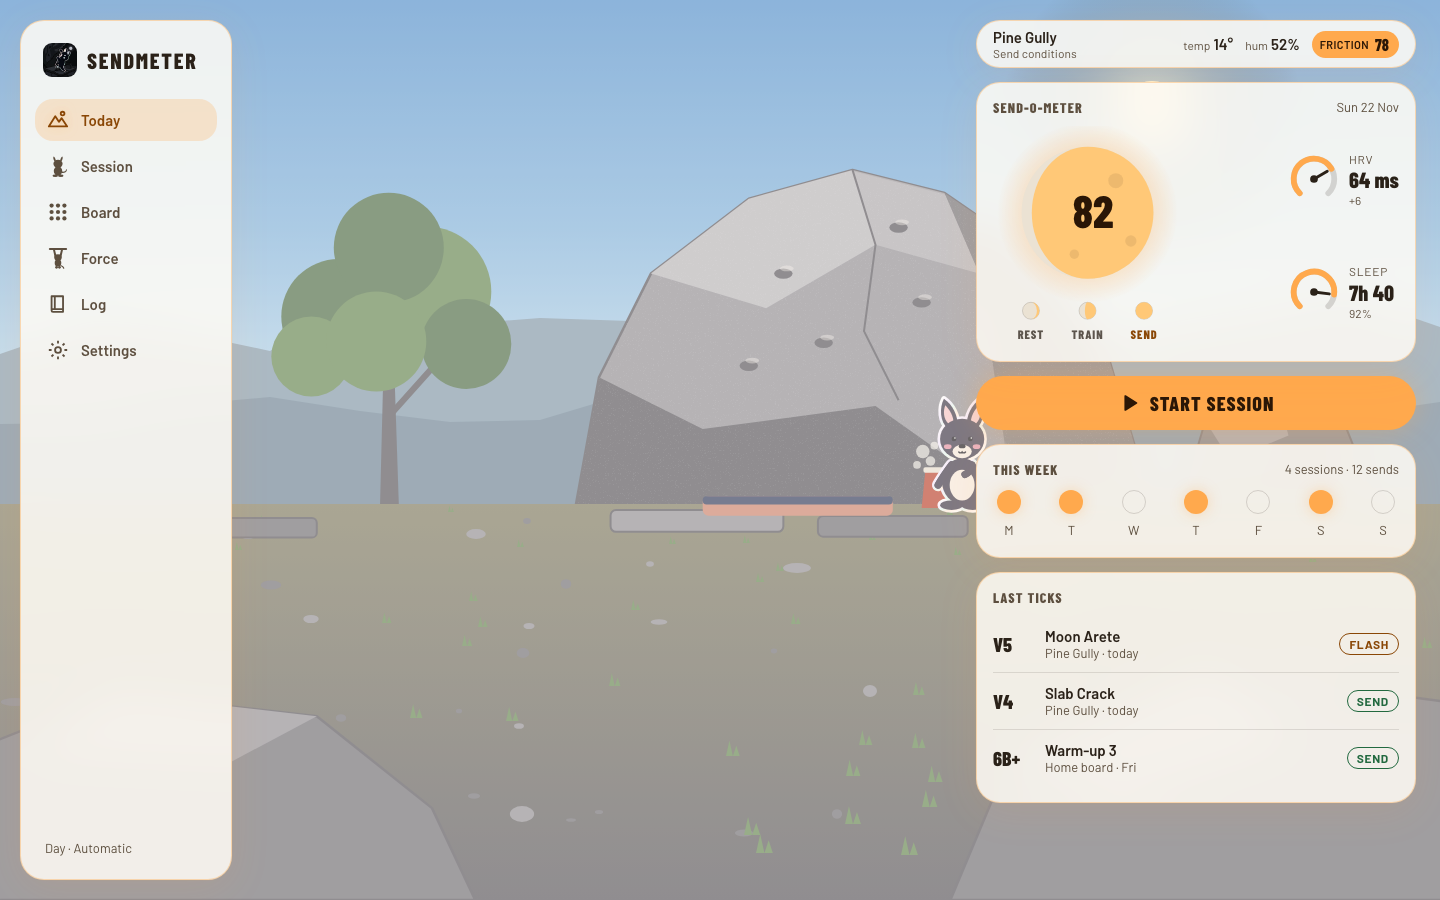 SENDMETER
Today
Session
Board
Force
Log
Settings
Day · Automatic
Pine Gully
Send conditions
temp 14° hum 52% FRICTION 78
SEND-O-METER Sun 22 Nov
82
HRV
64 ms
+6
SLEEP
7h 40
92%
REST TRAIN SEND
START SESSION
THIS WEEK 4 sessions · 12 sends
M T W T F S S
LAST TICKS
V5 Moon Arete FLASH
Pine Gully · today
V4 Slab Crack SEND
Pine Gully · today
6B+ Warm-up 3 SEND
Home board · Fri